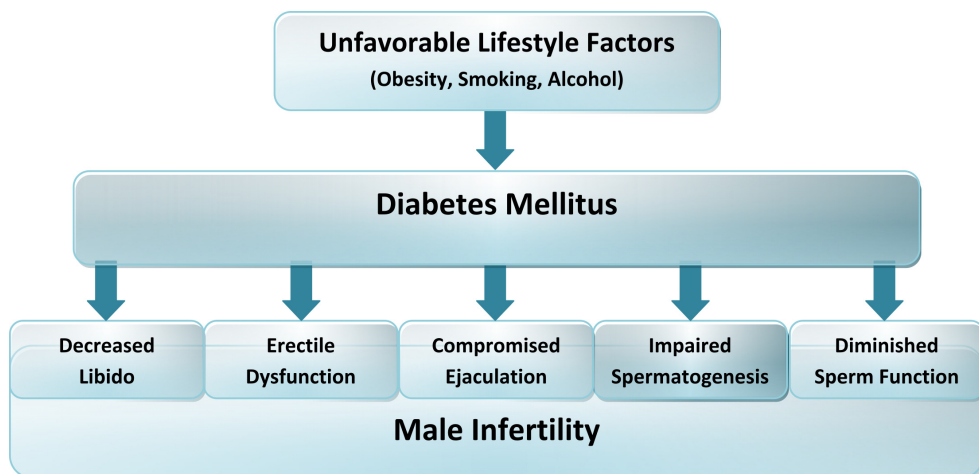 Unfavorable Lifestyle Factors
(Obesity, Smoking, Alcohol)
Diabetes Mellitus
Decreased
Libido
Erectile
Dysfunction
Compromised
Ejaculation
Impaired
Spermatogenesis
Diminished
Sperm Function
Male Infertility